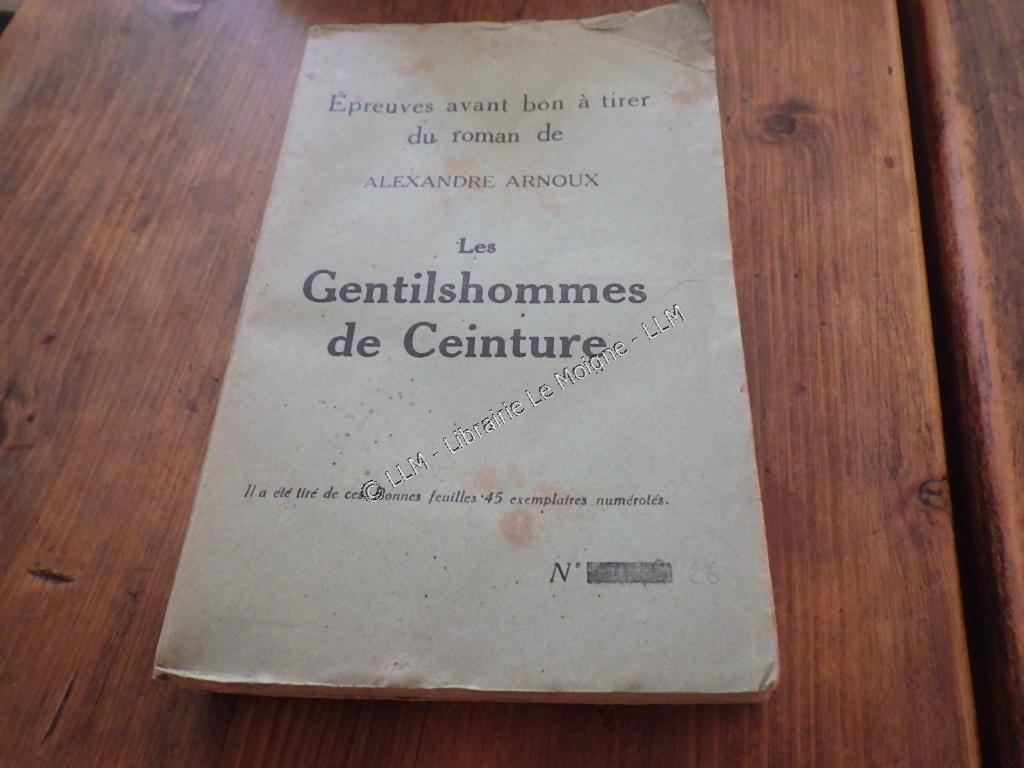 Épreuves avant bon à tirer
du roman de
ALEXANDRE ARNOUX
Les
Gentilshommes
de Ceinture
© LLM - Librairie Le Moigne - LLM
Il a été tiré de ces bonnes feuilles 45 exemplaires numérotés.
N° 26